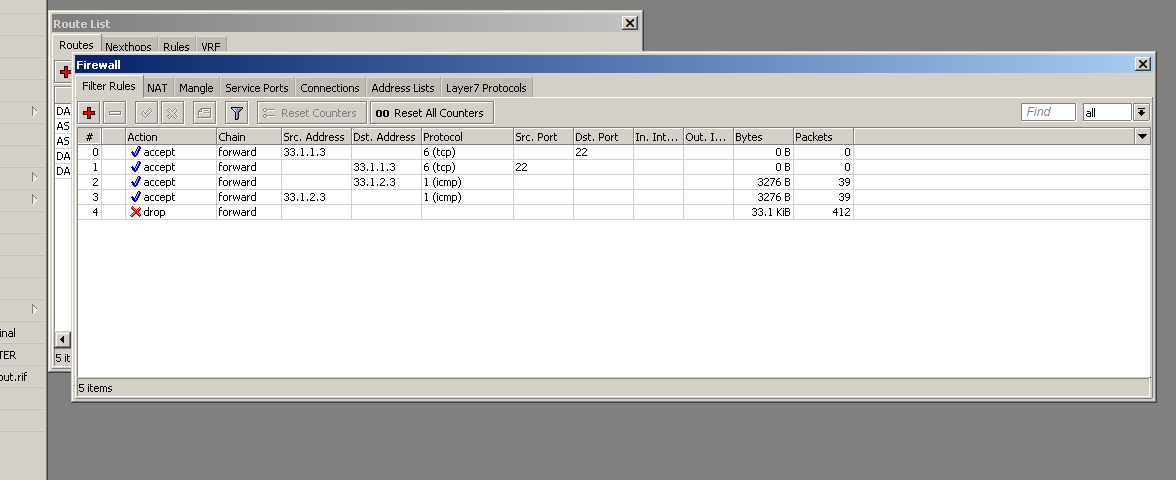 Route List
Routes Nexthops Rules VRF
Firewall
Filter Rules NAT Mangle Service Ports Connections Address Lists Layer7 Protocols
Reset Counters 00 Reset All Counters Find all
# Action Chain Src. Address Dst. Address Protocol Src. Port Dst. Port In. Int... Out. I... Bytes Packets
0 accept forward 33.1.1.3 6 (tcp) 22 0 B 0
1 accept forward 33.1.1.3 6 (tcp) 22 0 B 0
2 accept forward 33.1.2.3 1 (icmp) 3276 B 39
3 accept forward 33.1.2.3 1 (icmp) 3276 B 39
4 drop forward 33.1 KiB 412
DA
AS
AS
DA
DA
5 it
5 items
inal
TER
out.rif